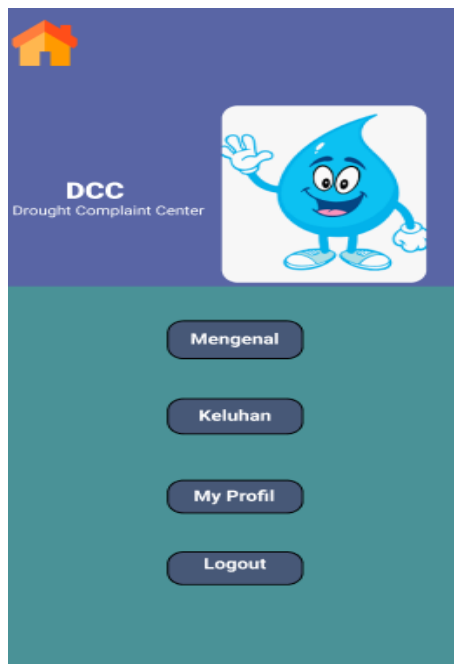 DCC
Drought Complaint Center
Mengenal
Keluhan
My Profil
Logout